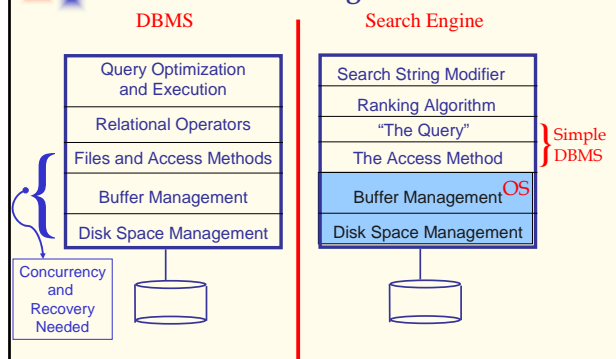 DBMS
Query Optimization
and Execution
Relational Operators
Files and Access Methods
Buffer Management
Disk Space Management
Concurrency
and
Recovery
Needed
Search Engine
Search String Modifier
Ranking Algorithm
“The Query”
The Access Method
Buffer Management OS
Disk Space Management
Simple
DBMS